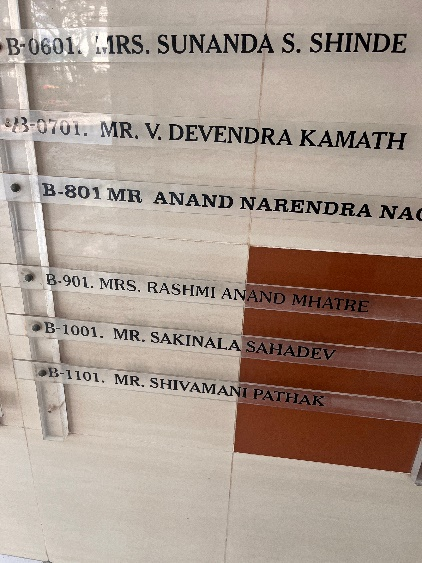 B-0601. MRS. SUNANDA S. SHINDE
B-0701. MR. V. DEVENDRA KAMATH
B-801 MR ANAND NARENDRA
B-901. MRS. RASHMI ANAND MHATRE
B-1001. MR. SAKINALA SAHADEV
B-1101. MR. SHIVAMANI PATHAK